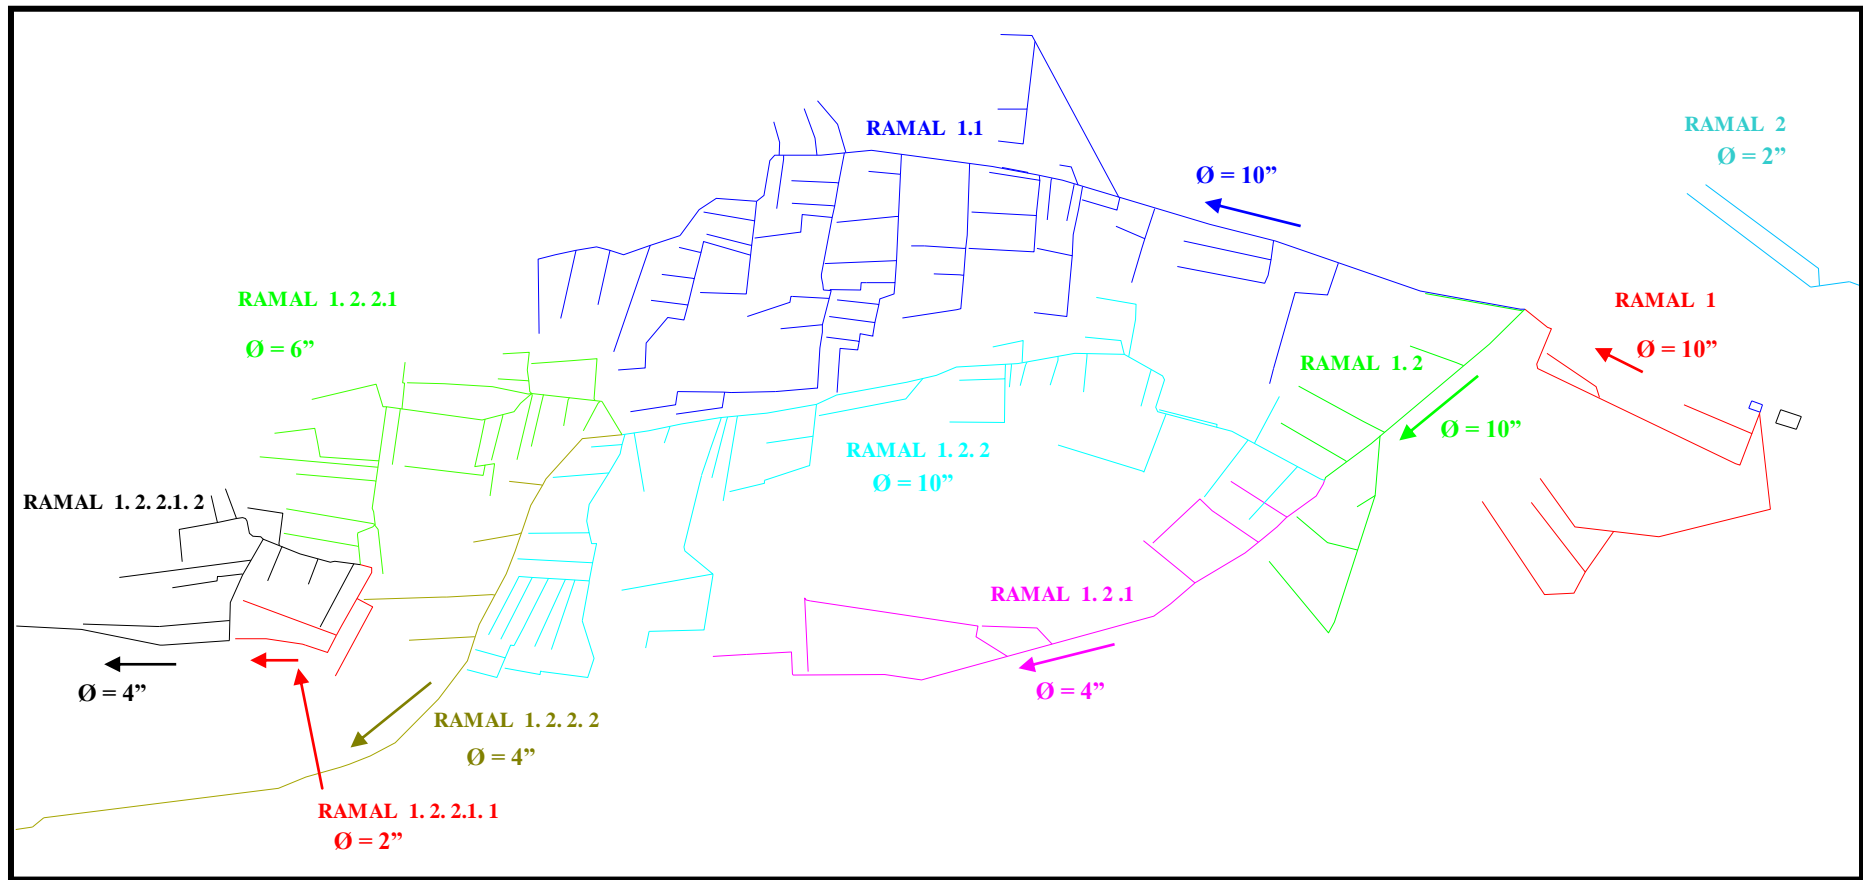 RAMAL 1.1
RAMAL 2
Ø = 2”
Ø = 10”
RAMAL 1. 2. 2.1
Ø = 6”
RAMAL 1
Ø = 10”
RAMAL 1. 2
Ø = 10”
RAMAL 1. 2. 2
Ø = 10”
RAMAL 1. 2. 2.1. 2
Ø = 4”
RAMAL 1. 2 .1
Ø = 4”
RAMAL 1. 2. 2. 2
Ø = 4”
RAMAL 1. 2. 2.1. 1
Ø = 2”